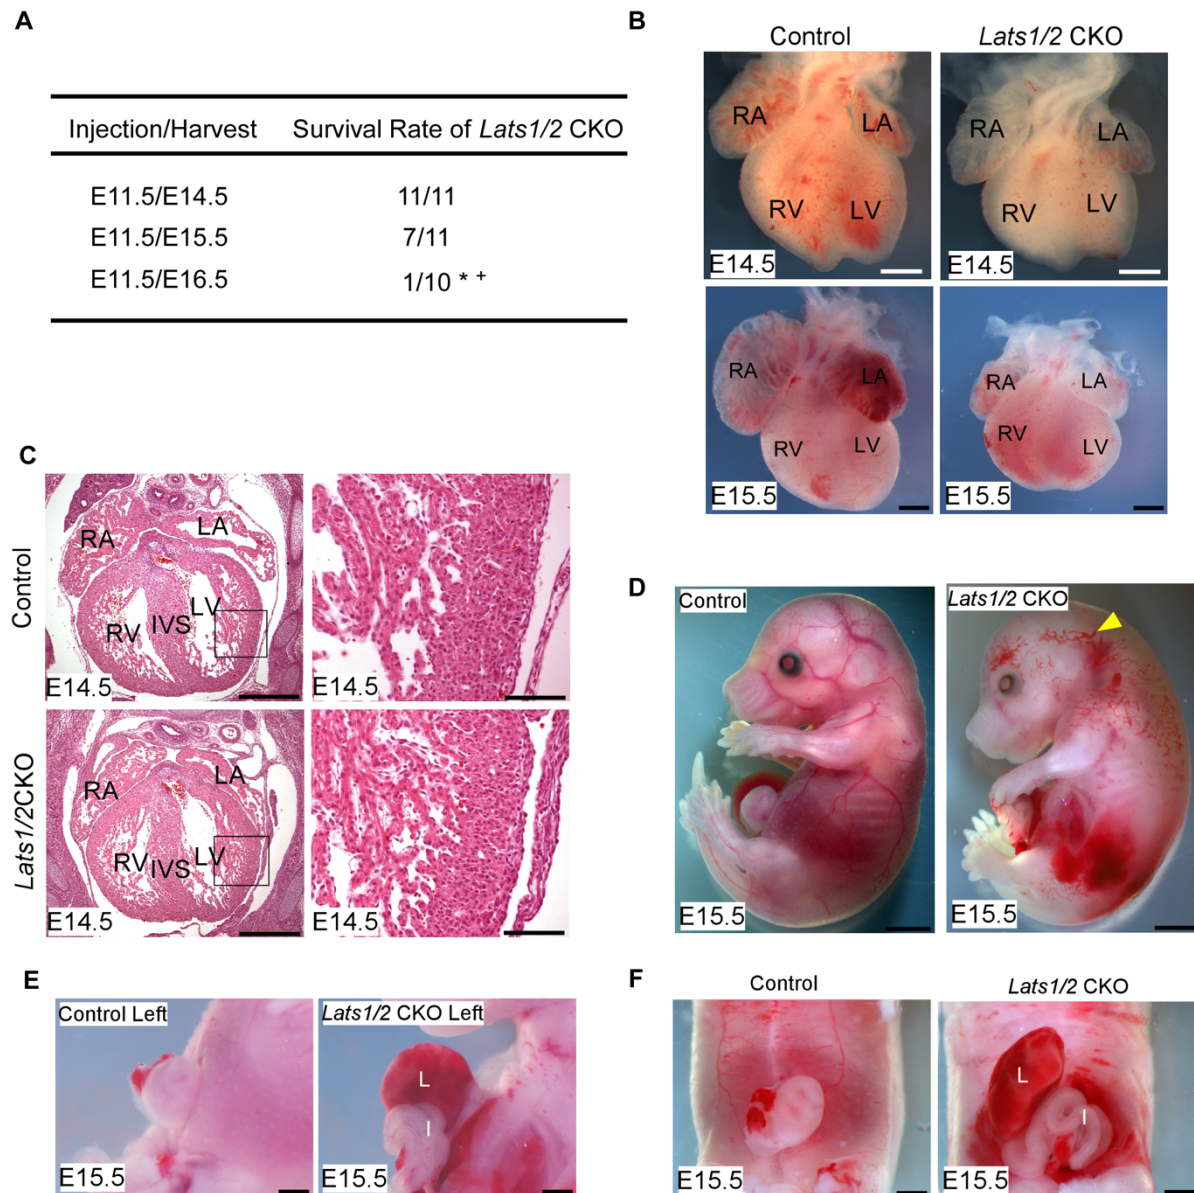 A
Injection/Harvest Survival Rate of Lats1/2 CKO
E11.5/E14.5 11/11
E11.5/E15.5 7/11
E11.5/E16.5 1/10 * +
B
Control Lats1/2 CKO
RA LA RA LA
RV LV RV LV
E14.5 E14.5
RA LA RA LA
RV LV RV LV
E15.5 E15.5
C
Control
RA LA
RV IVS LV
E14.5 E14.5
Lats1/2CKO
RA LA
RV IVS LV
E14.5 E14.5
D
Control Lats1/2 CKO
E15.5 E15.5
E
Control Left Lats1/2 CKO Left
L
I
E15.5 E15.5
F
Control Lats1/2 CKO
L
I
E15.5 E15.5